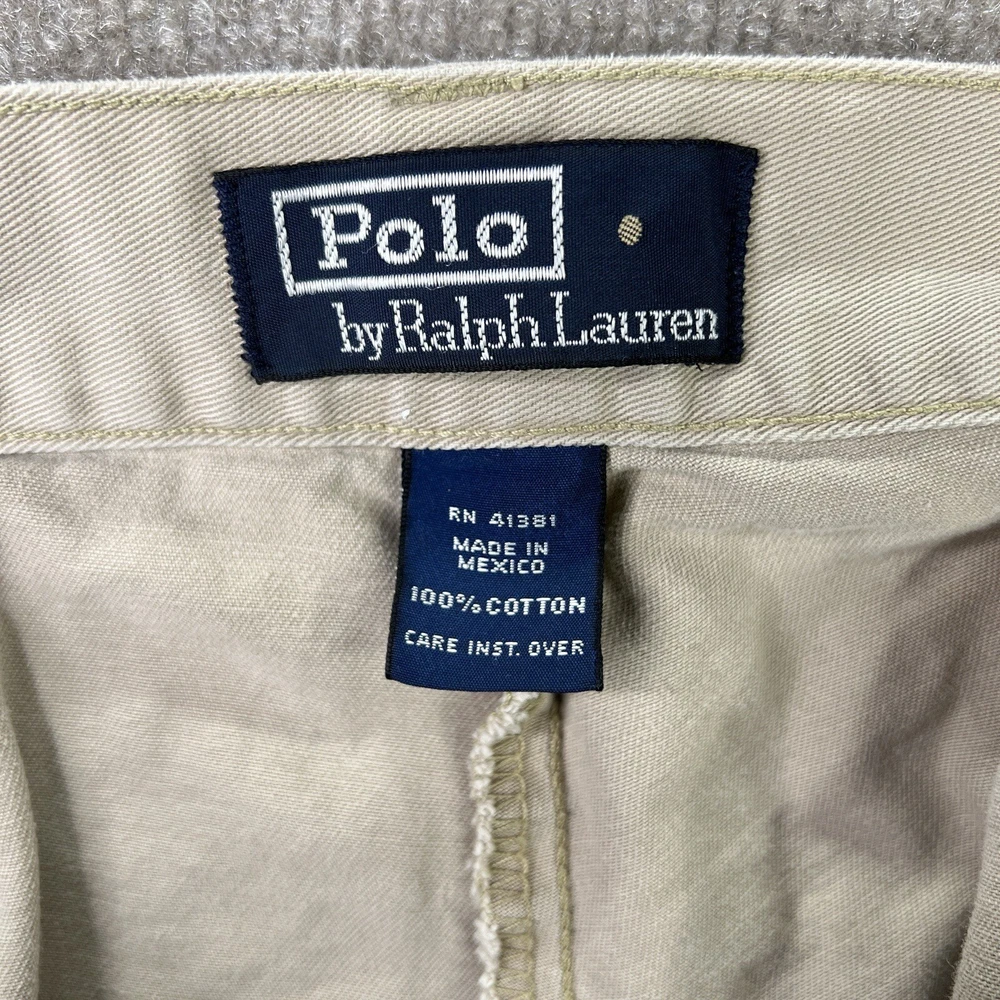 Polo
by Ralph Lauren
RN 41381
MADE IN
MEXICO
100% COTTON
CARE INST. OVER